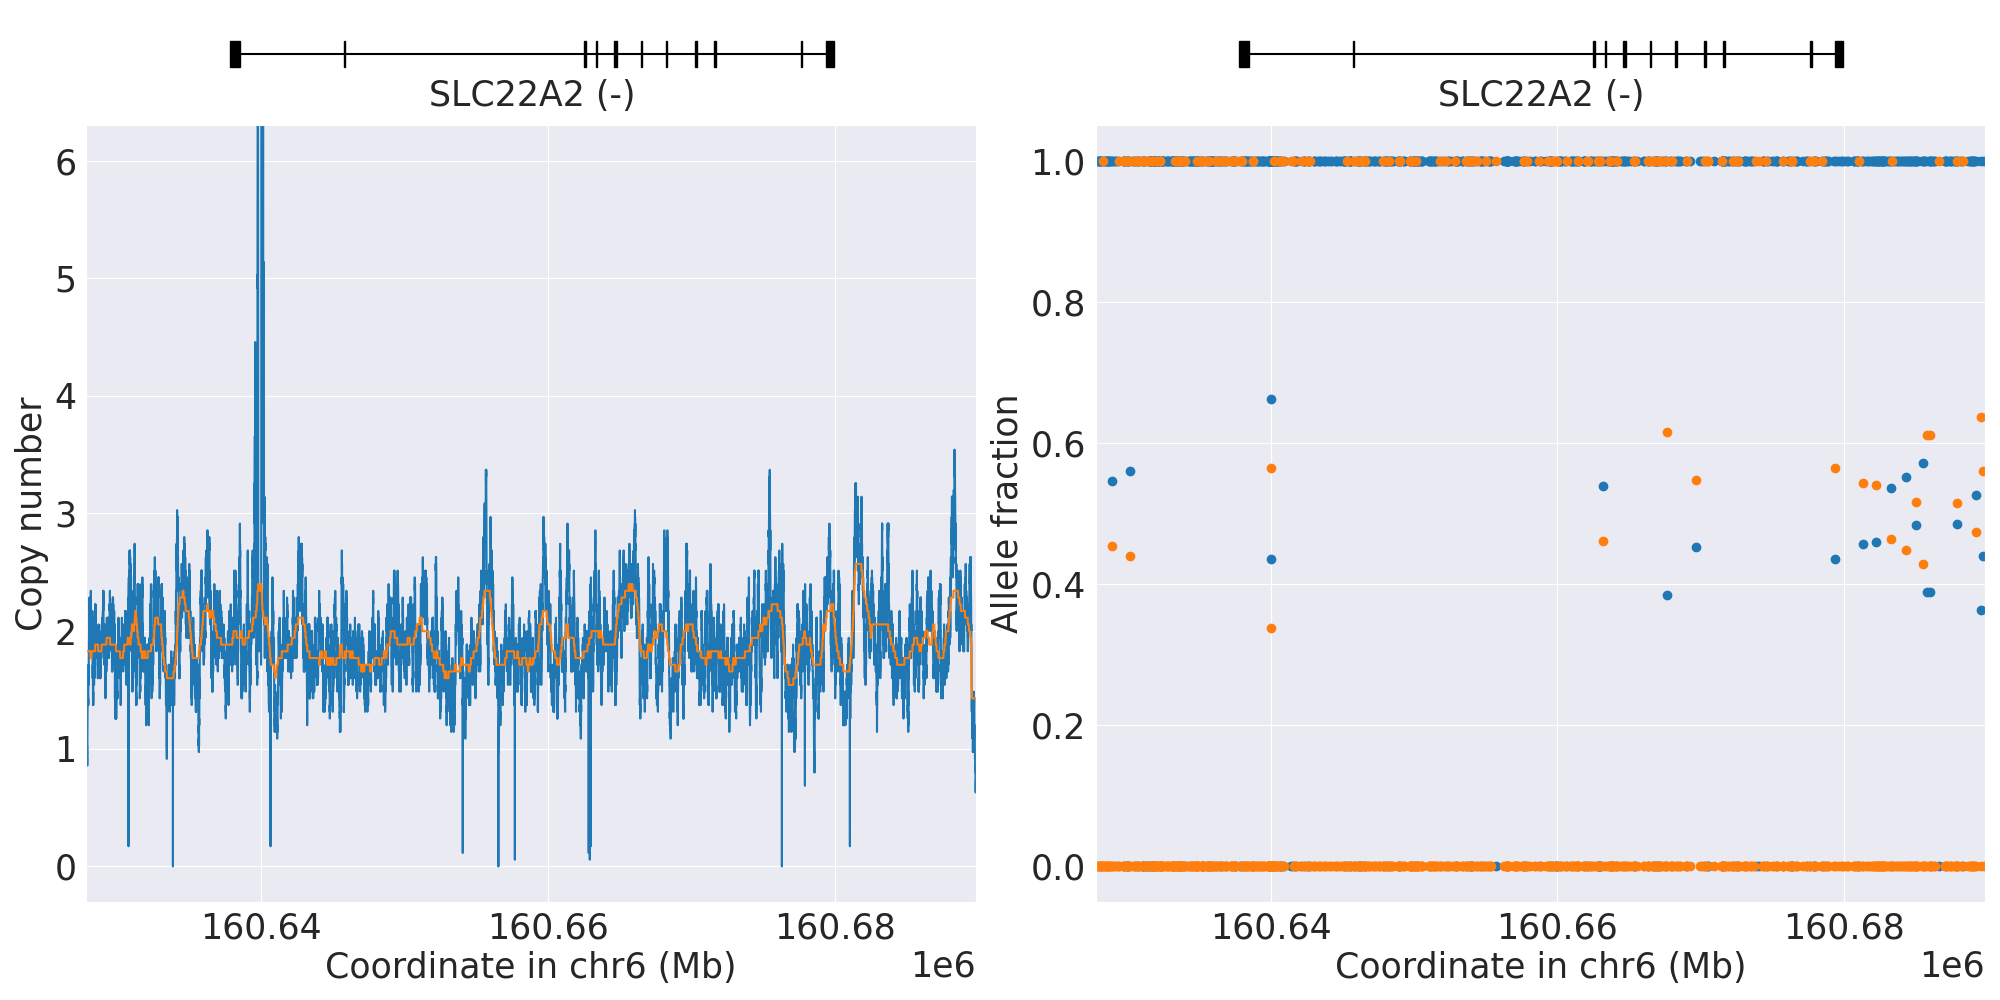 SLC22A2 (-)
SLC22A2 (-)
Copy number
6
5
4
3
2
1
0
160.64
160.66
160.68
Coordinate in chr6 (Mb)
1e6
Allele fraction
1.0
0.8
0.6
0.4
0.2
0.0
160.64
160.66
160.68
Coordinate in chr6 (Mb)
1e6